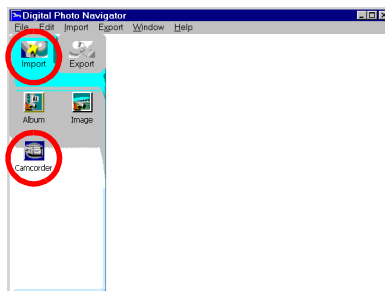 Digital Photo Navigator
File Edit Import Export Window Help
Import Export
Album Image
Camcorder